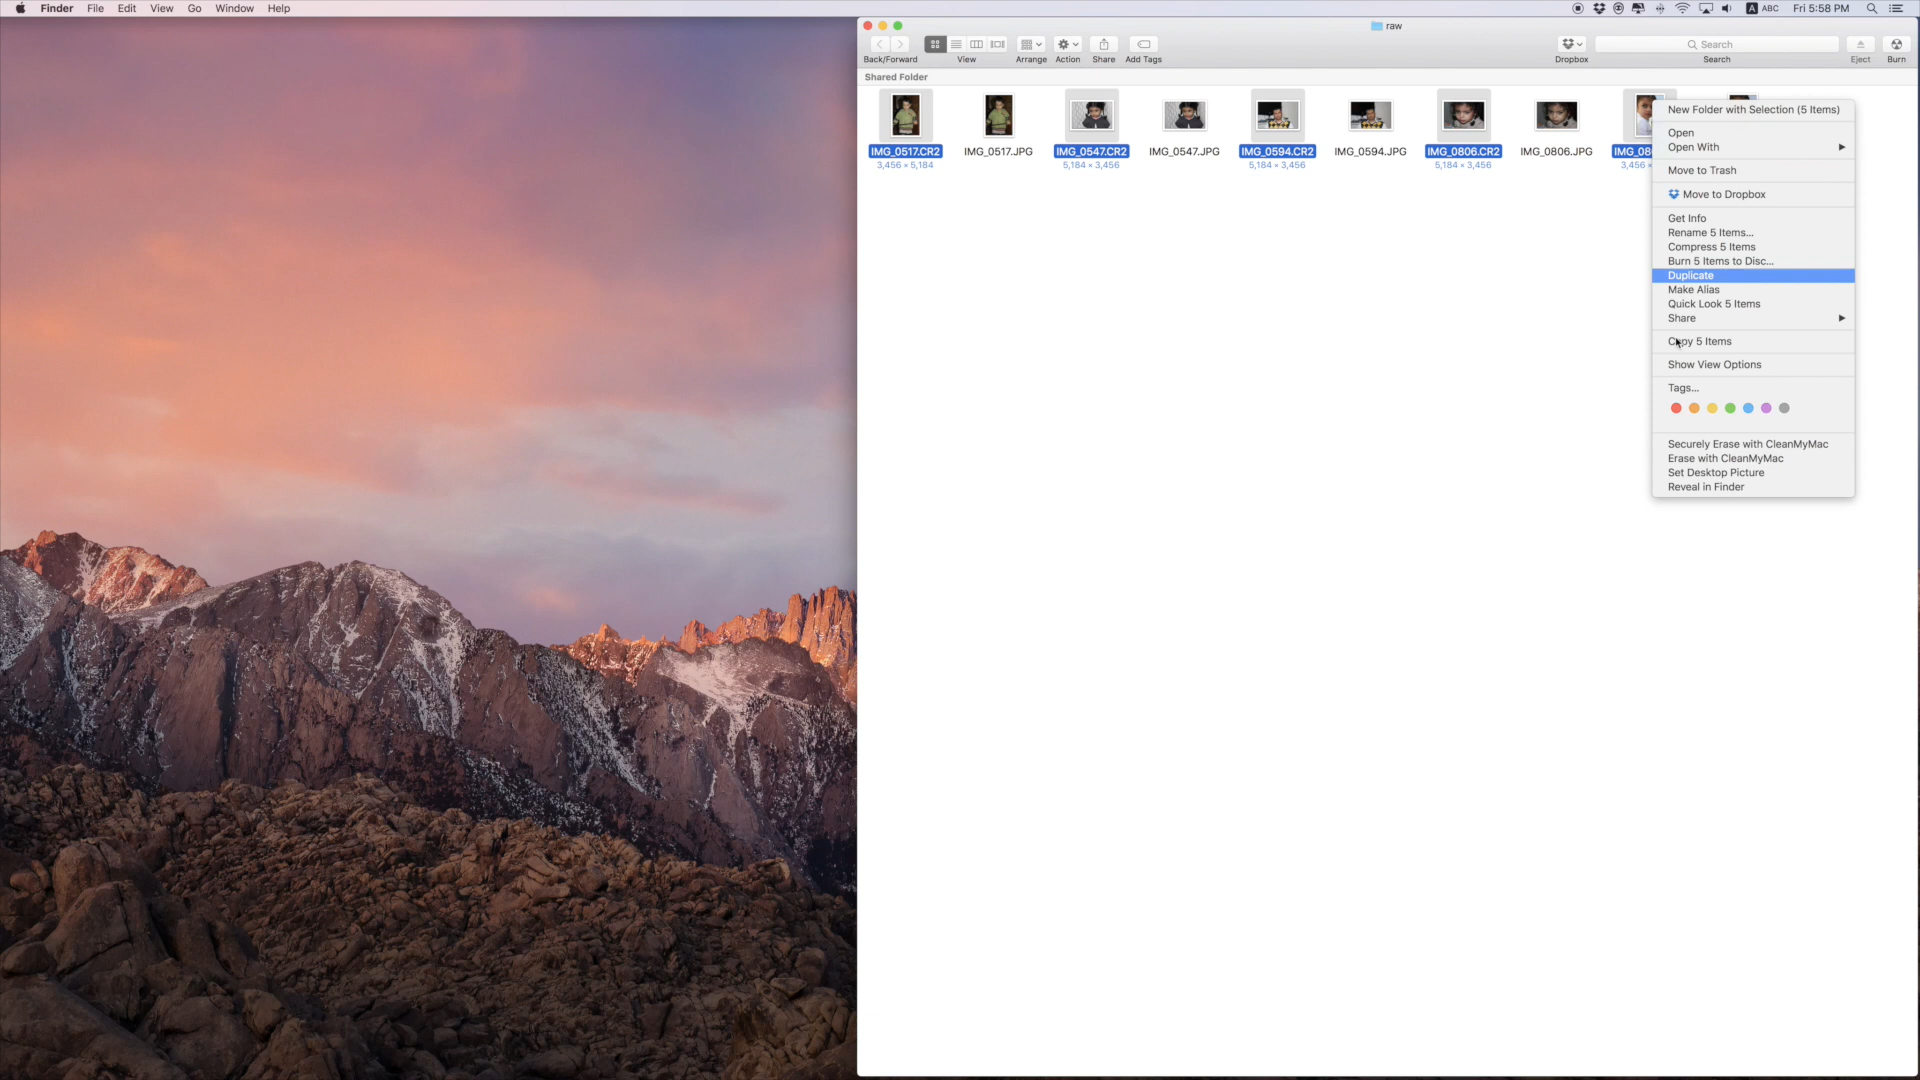 Finder File Edit View Go Window Help
A ABC Fri 5:58 PM
raw
Back/Forward View Arrange Action Share Add Tags Dropbox Search Search Eject Burn
Shared Folder
IMG_0517.CR2 IMG_0517.JPG IMG_0547.CR2 IMG_0547.JPG IMG_0594.CR2 IMG_0594.JPG IMG_0806.CR2 IMG_0806.JPG
3,456 × 5,184 5,184 × 3,456 5,184 × 3,456 5,184 × 3,456
New Folder with Selection (5 Items)
Open
Open With
Move to Trash
Move to Dropbox
Get Info
Rename 5 Items...
Compress 5 Items
Burn 5 Items to Disc...
Duplicate
Make Alias
Quick Look 5 Items
Share
Copy 5 Items
Show View Options
Tags...
Securely Erase with CleanMyMac
Erase with CleanMyMac
Set Desktop Picture
Reveal in Finder